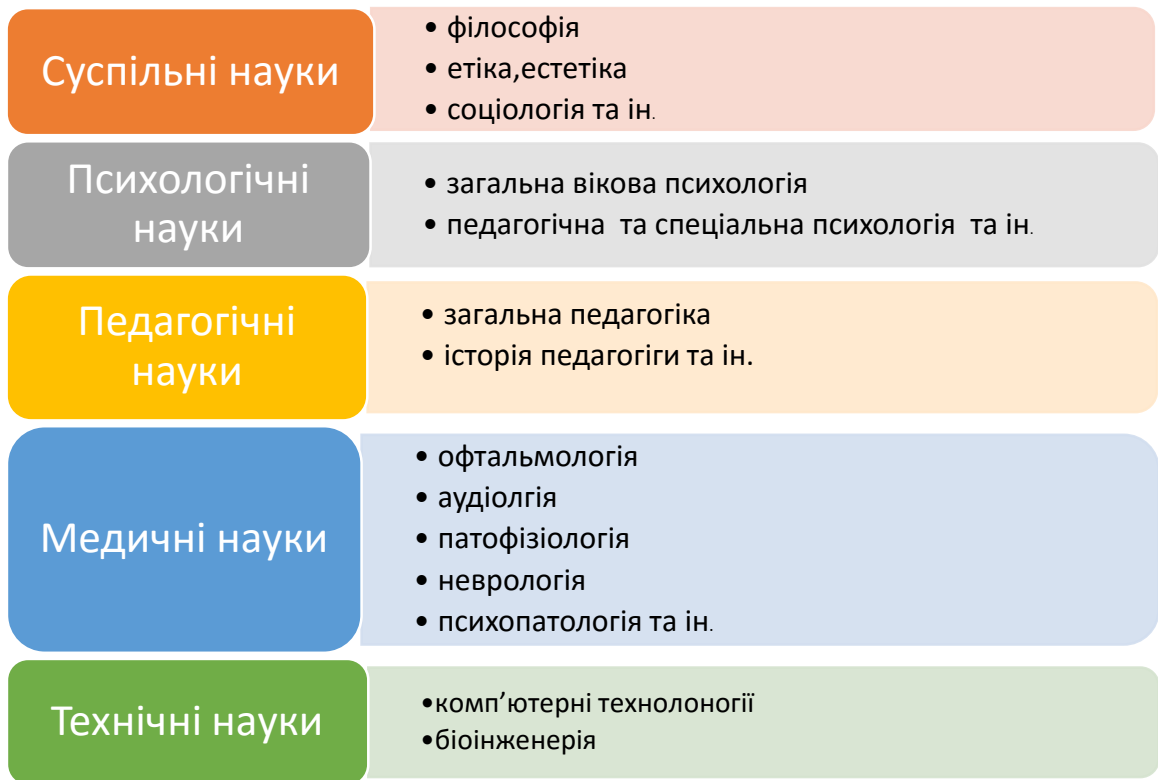 Суспільні науки
• філософія
• етіка,естетіка
• соціологія та ін.
Психологічні
науки
• загальна вікова психологія
• педагогічна та спеціальна психологія та ін.
Педагогічні
науки
• загальна педагогіка
• історія педагогіги та ін.
Медичні науки
• офтальмологія
• аудіолгія
• патофізіологія
• неврологія
• психопатологія та ін.
Технічні науки
•комп’ютерні технолоногії
•біоінженерія